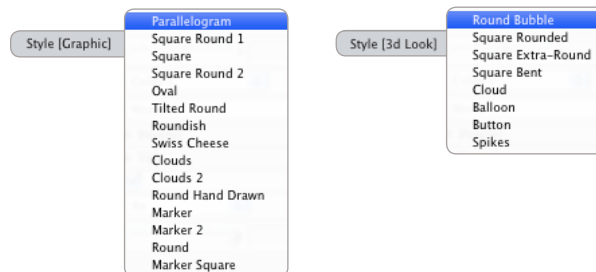 Style [Graphic]
Parallelogram
Square Round 1
Square
Square Round 2
Oval
Tilted Round
Roundish
Swiss Cheese
Clouds
Clouds 2
Round Hand Drawn
Marker
Marker 2
Round
Marker Square
Style [3d Look]
Round Bubble
Square Rounded
Square Extra-Round
Square Bent
Cloud
Balloon
Button
Spikes